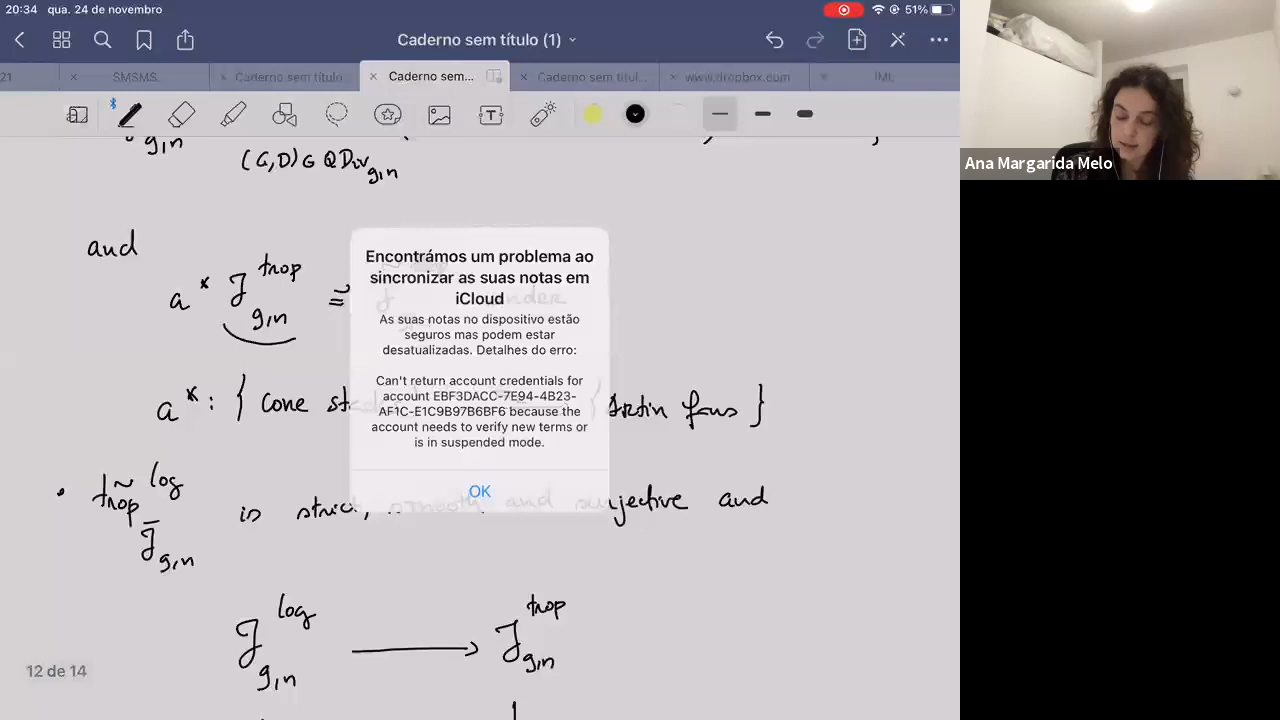 20:34 qua. 24 de novembro
51%
Caderno sem título (1)
21
SMSMS.
Caderno sem título...
Caderno sem...
Caderno sem títul...
www.dropbox.com
IML
g,n
(G,D) ∈ QDiv g,n
Ana Margarida Melo
and
a* J trop g,n ≅
Encontrámos um problema ao
sincronizar as suas notas em
iCloud
As suas notas no dispositivo estão
seguros mas podem estar
desatualizadas. Detalhes do erro:
Can't return account credentials for
account EBF3DACC-7E94-4B23-
AF1C-E1C9B97B6BF6 because the
account needs to verify new terms or
is in suspended mode.
OK
a*: { Cone { Artin fans }
• trop log J g,n is strict, smooth and surjective and
J log g,n ⟶ J trop g,n
12 de 14